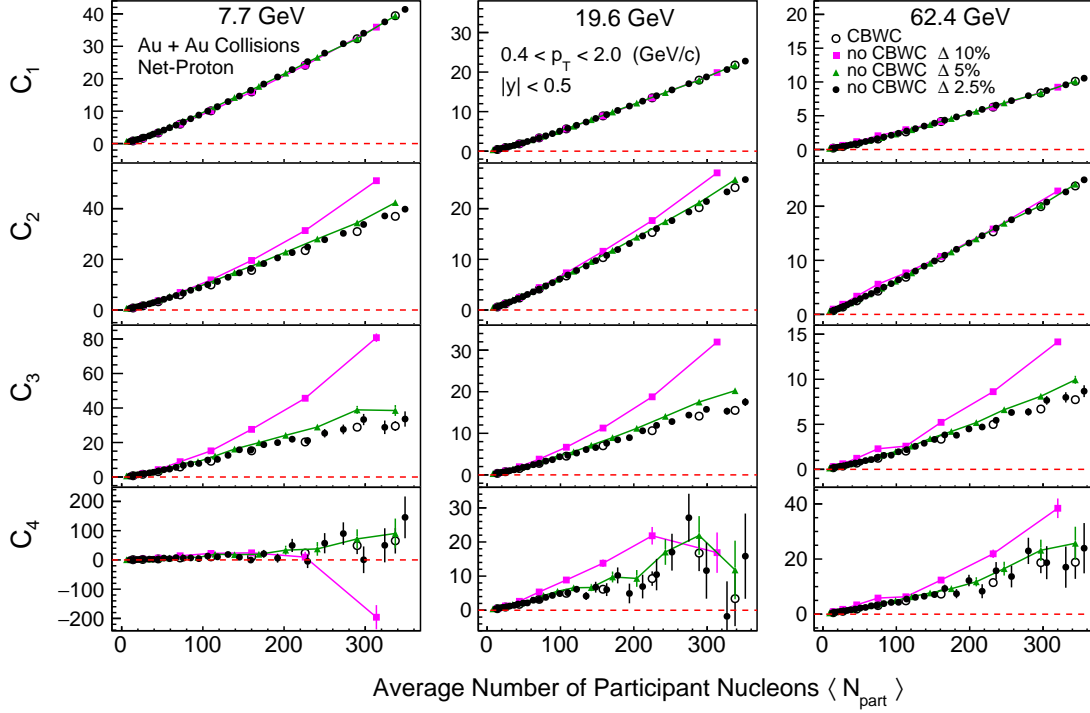 7.7 GeV
19.6 GeV
62.4 GeV
Au + Au Collisions
Net-Proton
0.4 < p_T < 2.0 (GeV/c)
|y| < 0.5
CBWC
no CBWC Δ 10%
no CBWC Δ 5%
no CBWC Δ 2.5%
C_1
40
30
20
10
0
20
15
10
5
0
20
15
10
5
0
C_2
40
20
0
20
10
0
20
10
0
C_3
80
60
40
20
0
30
20
10
0
15
10
5
0
C_4
200
100
0
−100
−200
30
20
10
0
40
20
0
0 100 200 300
0 100 200 300
0 100 200 300
Average Number of Participant Nucleons ⟨ N_part ⟩